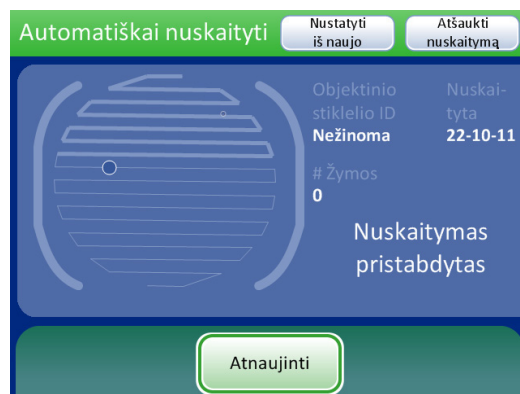 Automatiškai nuskaityti
Nustatyti
iš naujo
Atšaukti
nuskaitymą
Objektinio
stiklelio ID
Nežinoma
Nuskai-
tyta
22-10-11
# Žymos
0
Nuskaitymas
pristabdytas
Atnaujinti